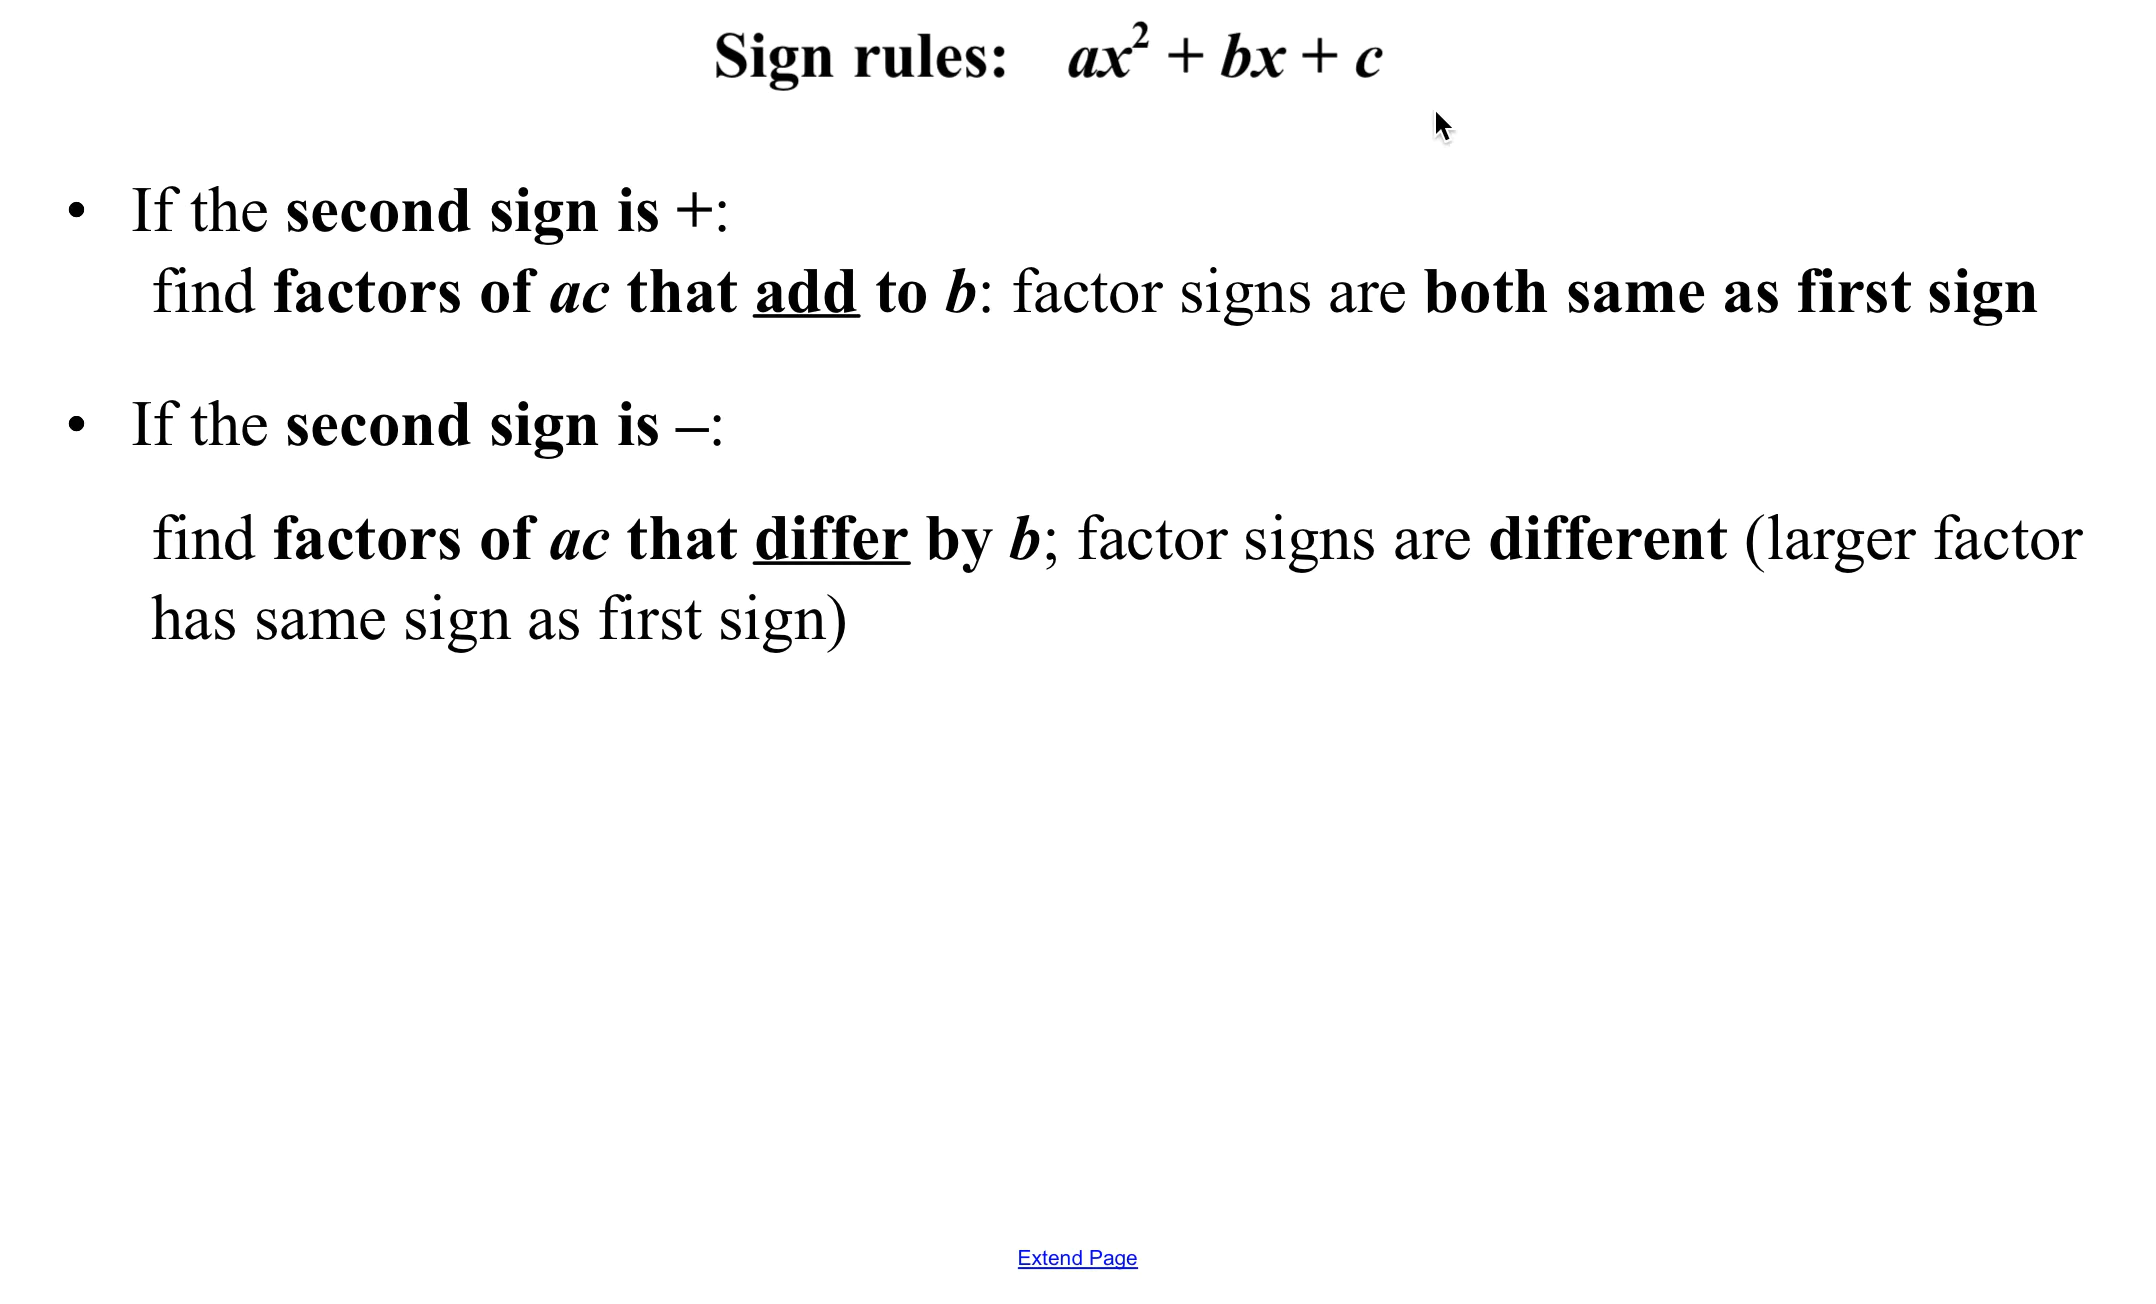 Sign rules: ax² + bx + c
• If the second sign is +:
find factors of ac that add to b: factor signs are both same as first sign
• If the second sign is –:
find factors of ac that differ by b; factor signs are different (larger factor
has same sign as first sign)
Extend Page